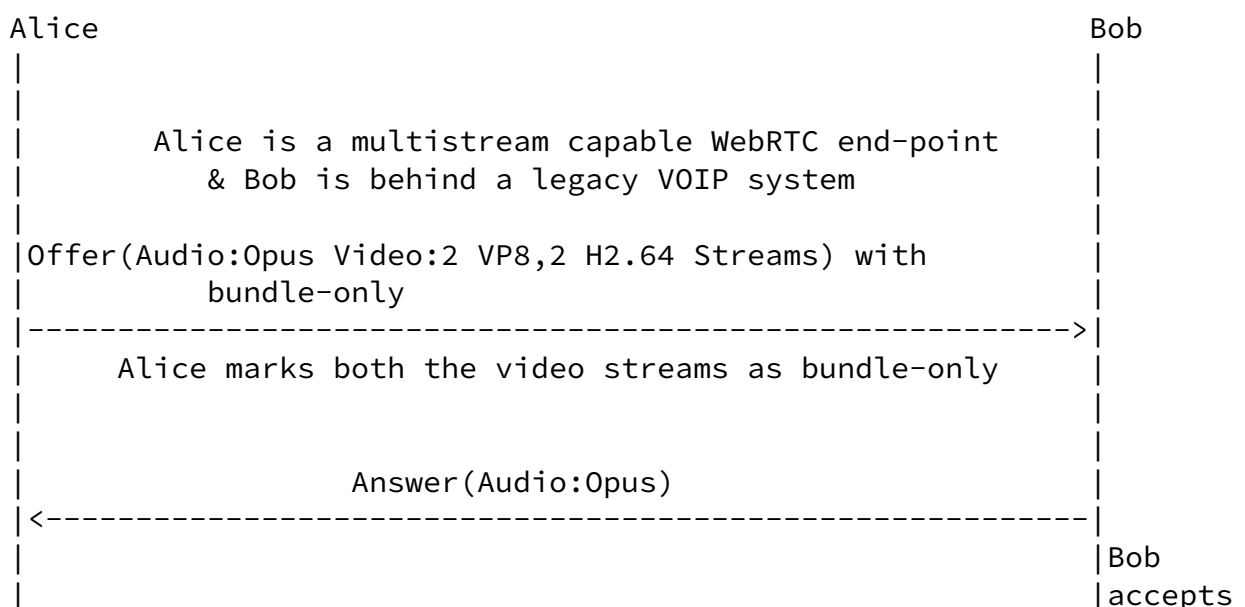 Alice Bob
Alice is a multistream capable WebRTC end-point
& Bob is behind a legacy VOIP system
Offer(Audio:Opus Video:2 VP8,2 H2.64 Streams) with
bundle-only
Alice marks both the video streams as bundle-only
Answer(Audio:Opus)
Bob
accepts